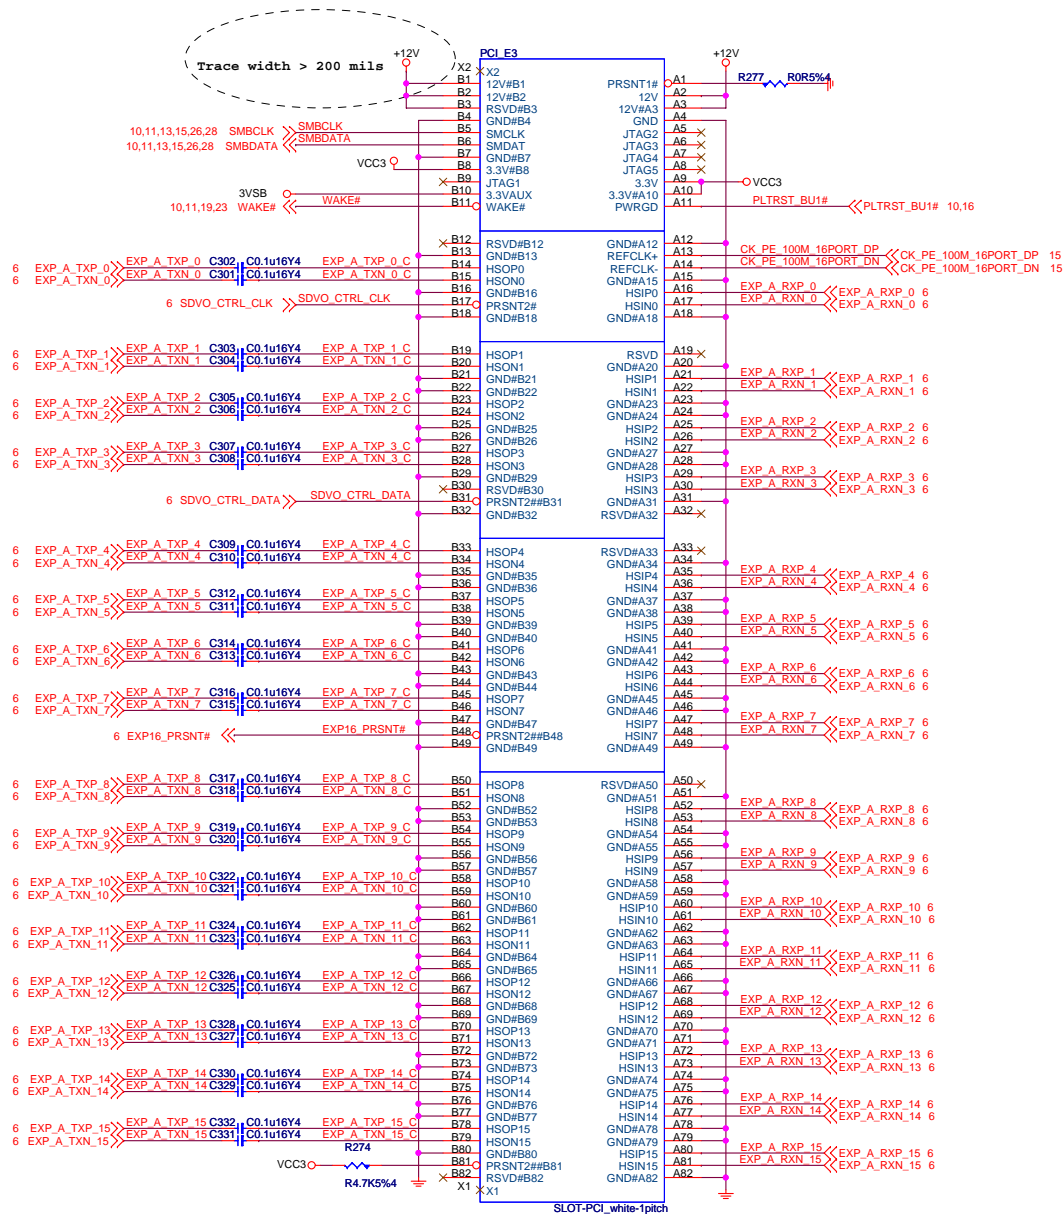 Trace width > 200 mils
+12V
PCI_E3
+12V
X2 X2
B1 12V#B1
B2 12V#B2
B3 RSVD#B3
B4 GND#B4
10,11,13,15,26,28 SMBCLK SMBCLK B5 SMCLK
10,11,13,15,26,28 SMBDATA SMBDATA B6 SMDAT
B7 GND#B7
VCC3 B8 3.3V#B8
B9 JTAG1
3VSB B10 3.3VAUX
10,11,19,23 WAKE# WAKE# B11 WAKE#
PRSNT1# A1 R277 R0R5%4
12V A2
12V#A3 A3
GND A4
JTAG2 A5
JTAG3 A6
JTAG4 A7
JTAG5 A8
3.3V A9 VCC3
3.3V#A10 A10
PWRGD A11 PLTRST_BU1# PLTRST_BU1# 10,16
B12 RSVD#B12
B13 GND#B13
6 EXP_A_TXP_0 EXP_A_TXP_0 C302 C0.1u16Y4 EXP_A_TXP_0_C B14 HSOP0
6 EXP_A_TXN_0 EXP_A_TXN_0 C301 C0.1u16Y4 EXP_A_TXN_0_C B15 HSON0
B16 GND#B16
6 SDVO_CTRL_CLK SDVO_CTRL_CLK B17 PRSNT2#
B18 GND#B18
GND#A12 A12
REFCLK+ A13 CK_PE_100M_16PORT_DP CK_PE_100M_16PORT_DP 15
REFCLK- A14 CK_PE_100M_16PORT_DN CK_PE_100M_16PORT_DN 15
GND#A15 A15
HSIP0 A16 EXP_A_RXP_0 EXP_A_RXP_0 6
HSIN0 A17 EXP_A_RXN_0 EXP_A_RXN_0 6
GND#A18 A18
6 EXP_A_TXP_1 EXP_A_TXP_1 C303 C0.1u16Y4 EXP_A_TXP_1_C B19 HSOP1
6 EXP_A_TXN_1 EXP_A_TXN_1 C304 C0.1u16Y4 EXP_A_TXN_1_C B20 HSON1
B21 GND#B21
B22 GND#B22
6 EXP_A_TXP_2 EXP_A_TXP_2 C305 C0.1u16Y4 EXP_A_TXP_2_C B23 HSOP2
6 EXP_A_TXN_2 EXP_A_TXN_2 C306 C0.1u16Y4 EXP_A_TXN_2_C B24 HSON2
B25 GND#B25
B26 GND#B26
6 EXP_A_TXP_3 EXP_A_TXP_3 C307 C0.1u16Y4 EXP_A_TXP_3_C B27 HSOP3
6 EXP_A_TXN_3 EXP_A_TXN_3 C308 C0.1u16Y4 EXP_A_TXN_3_C B28 HSON3
B29 GND#B29
B30 RSVD#B30
6 SDVO_CTRL_DATA SDVO_CTRL_DATA B31 PRSNT2##B31
B32 GND#B32
RSVD A19
GND#A20 A20
HSIP1 A21 EXP_A_RXP_1 EXP_A_RXP_1 6
HSIN1 A22 EXP_A_RXN_1 EXP_A_RXN_1 6
GND#A23 A23
GND#A24 A24
HSIP2 A25 EXP_A_RXP_2 EXP_A_RXP_2 6
HSIN2 A26 EXP_A_RXN_2 EXP_A_RXN_2 6
GND#A27 A27
GND#A28 A28
HSIP3 A29 EXP_A_RXP_3 EXP_A_RXP_3 6
HSIN3 A30 EXP_A_RXN_3 EXP_A_RXN_3 6
GND#A31 A31
RSVD#A32 A32
6 EXP_A_TXP_4 EXP_A_TXP_4 C309 C0.1u16Y4 EXP_A_TXP_4_C B33 HSOP4
6 EXP_A_TXN_4 EXP_A_TXN_4 C310 C0.1u16Y4 EXP_A_TXN_4_C B34 HSON4
B35 GND#B35
B36 GND#B36
6 EXP_A_TXP_5 EXP_A_TXP_5 C312 C0.1u16Y4 EXP_A_TXP_5_C B37 HSOP5
6 EXP_A_TXN_5 EXP_A_TXN_5 C311 C0.1u16Y4 EXP_A_TXN_5_C B38 HSON5
B39 GND#B39
B40 GND#B40
6 EXP_A_TXP_6 EXP_A_TXP_6 C314 C0.1u16Y4 EXP_A_TXP_6_C B41 HSOP6
6 EXP_A_TXN_6 EXP_A_TXN_6 C313 C0.1u16Y4 EXP_A_TXN_6_C B42 HSON6
B43 GND#B43
B44 GND#B44
6 EXP_A_TXP_7 EXP_A_TXP_7 C316 C0.1u16Y4 EXP_A_TXP_7_C B45 HSOP7
6 EXP_A_TXN_7 EXP_A_TXN_7 C315 C0.1u16Y4 EXP_A_TXN_7_C B46 HSON7
B47 GND#B47
6 EXP16_PRSNT# EXP16_PRSNT# B48 PRSNT2##B48
B49 GND#B49
RSVD#A33 A33
GND#A34 A34
HSIP4 A35 EXP_A_RXP_4 EXP_A_RXP_4 6
HSIN4 A36 EXP_A_RXN_4 EXP_A_RXN_4 6
GND#A37 A37
GND#A38 A38
HSIP5 A39 EXP_A_RXP_5 EXP_A_RXP_5 6
HSIN5 A40 EXP_A_RXN_5 EXP_A_RXN_5 6
GND#A41 A41
GND#A42 A42
HSIP6 A43 EXP_A_RXP_6 EXP_A_RXP_6 6
HSIN6 A44 EXP_A_RXN_6 EXP_A_RXN_6 6
GND#A45 A45
GND#A46 A46
HSIP7 A47 EXP_A_RXP_7 EXP_A_RXP_7 6
HSIN7 A48 EXP_A_RXN_7 EXP_A_RXN_7 6
GND#A49 A49
6 EXP_A_TXP_8 EXP_A_TXP_8 C317 C0.1u16Y4 EXP_A_TXP_8_C B50 HSOP8
6 EXP_A_TXN_8 EXP_A_TXN_8 C318 C0.1u16Y4 EXP_A_TXN_8_C B51 HSON8
B52 GND#B52
B53 GND#B53
6 EXP_A_TXP_9 EXP_A_TXP_9 C319 C0.1u16Y4 EXP_A_TXP_9_C B54 HSOP9
6 EXP_A_TXN_9 EXP_A_TXN_9 C320 C0.1u16Y4 EXP_A_TXN_9_C B55 HSON9
B56 GND#B56
B57 GND#B57
6 EXP_A_TXP_10 EXP_A_TXP_10 C322 C0.1u16Y4 EXP_A_TXP_10_C B58 HSOP10
6 EXP_A_TXN_10 EXP_A_TXN_10 C321 C0.1u16Y4 EXP_A_TXN_10_C B59 HSON10
B60 GND#B60
B61 GND#B61
6 EXP_A_TXP_11 EXP_A_TXP_11 C324 C0.1u16Y4 EXP_A_TXP_11_C B62 HSOP11
6 EXP_A_TXN_11 EXP_A_TXN_11 C323 C0.1u16Y4 EXP_A_TXN_11_C B63 HSON11
B64 GND#B64
B65 GND#B65
6 EXP_A_TXP_12 EXP_A_TXP_12 C326 C0.1u16Y4 EXP_A_TXP_12_C B66 HSOP12
6 EXP_A_TXN_12 EXP_A_TXN_12 C325 C0.1u16Y4 EXP_A_TXN_12_C B67 HSON12
B68 GND#B68
B69 GND#B69
6 EXP_A_TXP_13 EXP_A_TXP_13 C328 C0.1u16Y4 EXP_A_TXP_13_C B70 HSOP13
6 EXP_A_TXN_13 EXP_A_TXN_13 C327 C0.1u16Y4 EXP_A_TXN_13_C B71 HSON13
B72 GND#B72
B73 GND#B73
6 EXP_A_TXP_14 EXP_A_TXP_14 C330 C0.1u16Y4 EXP_A_TXP_14_C B74 HSOP14
6 EXP_A_TXN_14 EXP_A_TXN_14 C329 C0.1u16Y4 EXP_A_TXN_14_C B75 HSON14
B76 GND#B76
B77 GND#B77
6 EXP_A_TXP_15 EXP_A_TXP_15 C332 C0.1u16Y4 EXP_A_TXP_15_C B78 HSOP15
6 EXP_A_TXN_15 EXP_A_TXN_15 C331 C0.1u16Y4 EXP_A_TXN_15_C B79 HSON15
B80 GND#B80
VCC3 R274 R4.7K5%4 B81 PRSNT2##B81
B82 RSVD#B82
X1 X1
RSVD#A50 A50
GND#A51 A51
HSIP8 A52 EXP_A_RXP_8 EXP_A_RXP_8 6
HSIN8 A53 EXP_A_RXN_8 EXP_A_RXN_8 6
GND#A54 A54
GND#A55 A55
HSIP9 A56 EXP_A_RXP_9 EXP_A_RXP_9 6
HSIN9 A57 EXP_A_RXN_9 EXP_A_RXN_9 6
GND#A58 A58
GND#A59 A59
HSIP10 A60 EXP_A_RXP_10 EXP_A_RXP_10 6
HSIN10 A61 EXP_A_RXN_10 EXP_A_RXN_10 6
GND#A62 A62
GND#A63 A63
HSIP11 A64 EXP_A_RXP_11 EXP_A_RXP_11 6
HSIN11 A65 EXP_A_RXN_11 EXP_A_RXN_11 6
GND#A66 A66
GND#A67 A67
HSIP12 A68 EXP_A_RXP_12 EXP_A_RXP_12 6
HSIN12 A69 EXP_A_RXN_12 EXP_A_RXN_12 6
GND#A70 A70
GND#A71 A71
HSIP13 A72 EXP_A_RXP_13 EXP_A_RXP_13 6
HSIN13 A73 EXP_A_RXN_13 EXP_A_RXN_13 6
GND#A74 A74
GND#A75 A75
HSIP14 A76 EXP_A_RXP_14 EXP_A_RXP_14 6
HSIN14 A77 EXP_A_RXN_14 EXP_A_RXN_14 6
GND#A78 A78
GND#A79 A79
HSIP15 A80 EXP_A_RXP_15 EXP_A_RXP_15 6
HSIN15 A81 EXP_A_RXN_15 EXP_A_RXN_15 6
GND#A82 A82
SLOT-PCI_white-1pitch